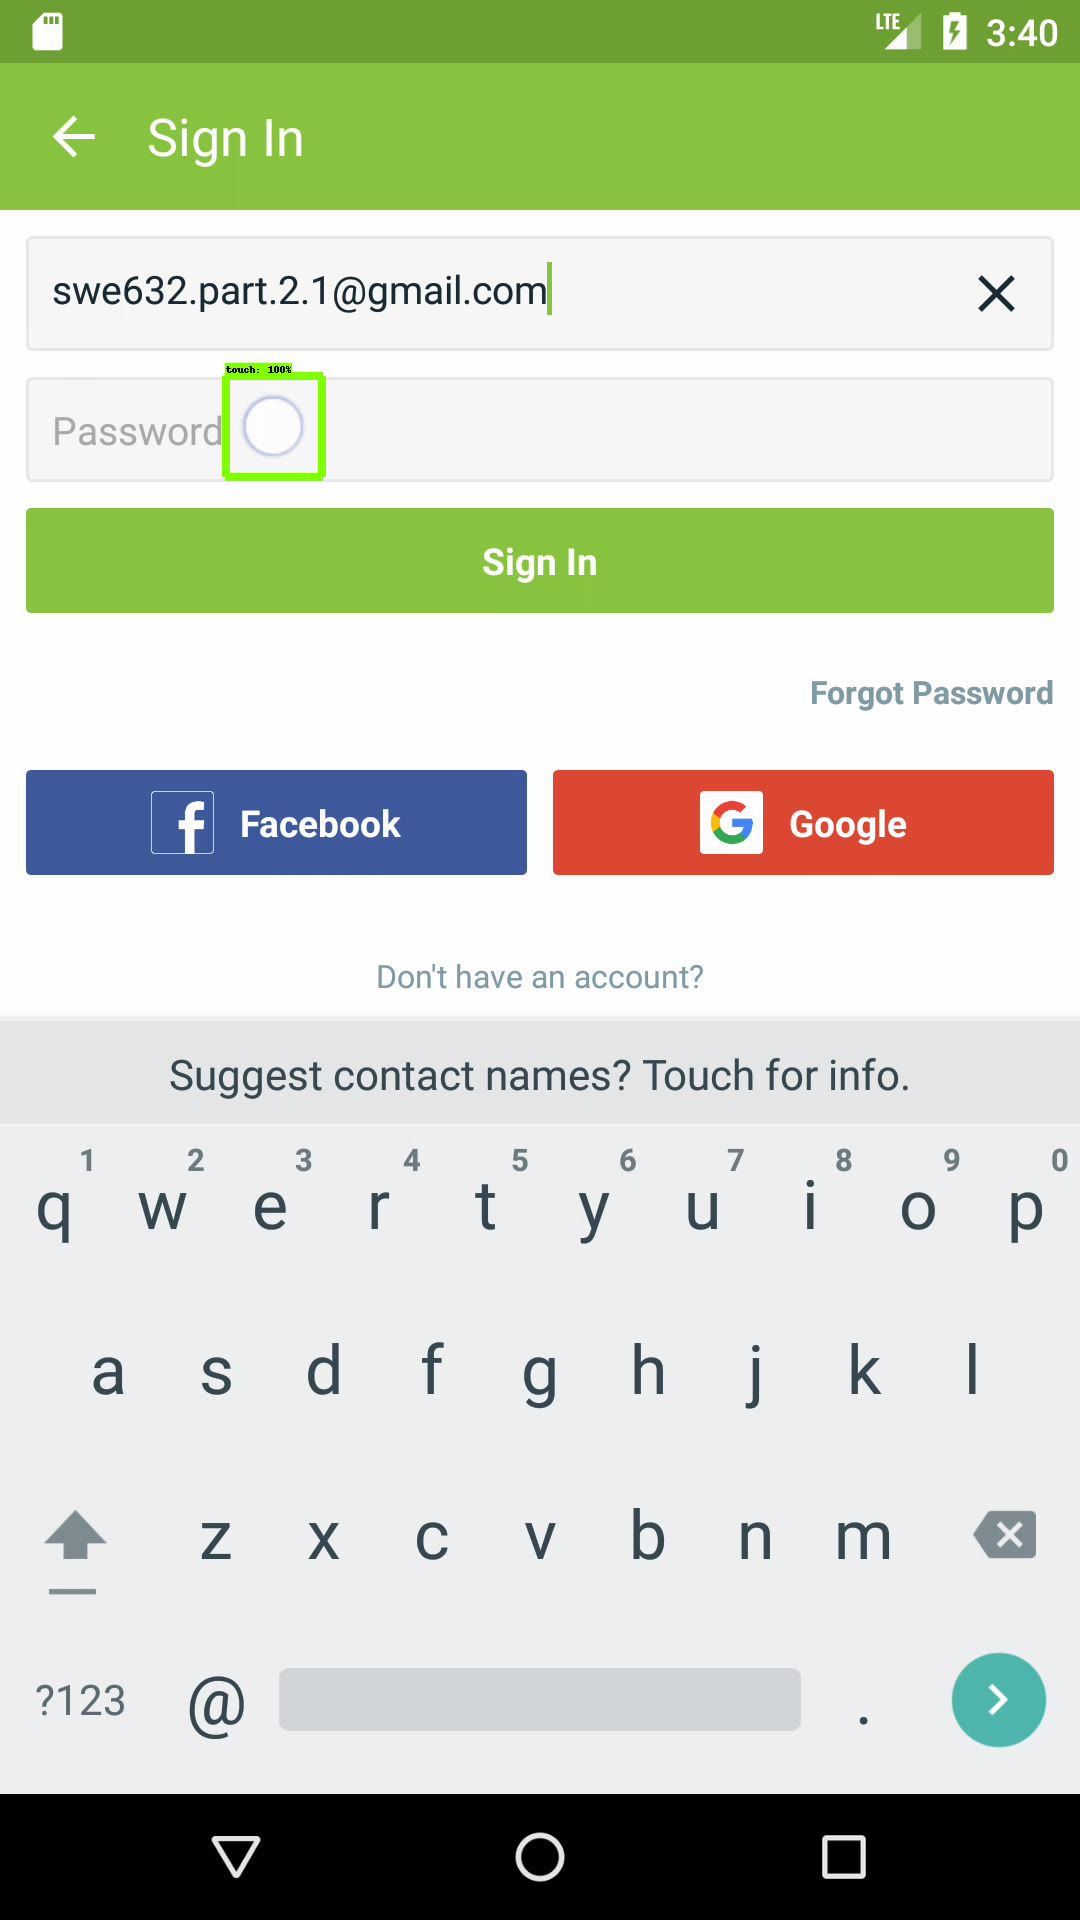 LTE 3:40
Sign In
swe632.part.2.1@gmail.com
touch: 100%
Password
Sign In
Forgot Password
f Facebook
G Google
Don't have an account?
Suggest contact names? Touch for info.
1 2 3 4 5 6 7 8 9 0
q w e r t y u i o p
a s d f g h j k l
z x c v b n m
?123 @ .